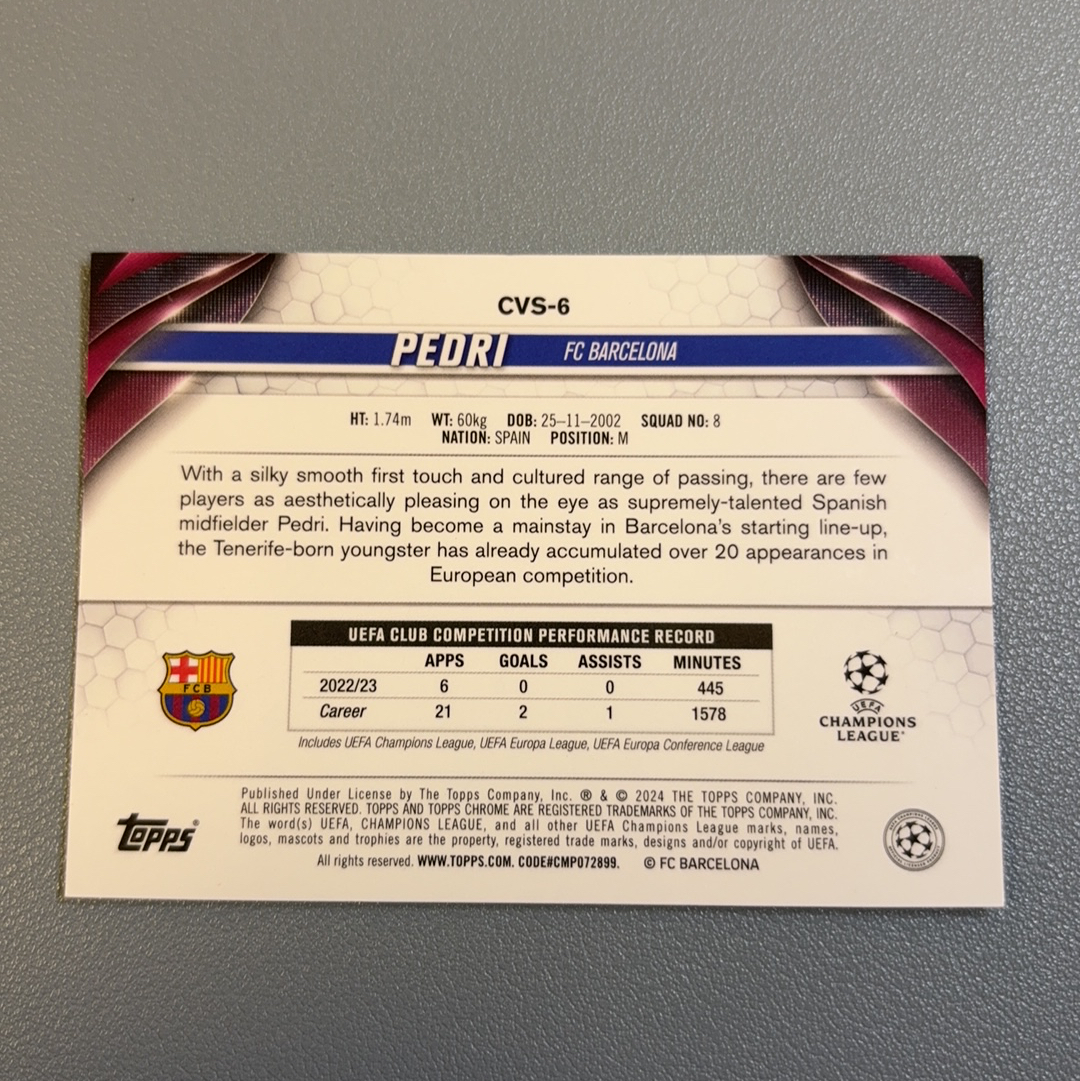 CVS-6
PEDRI FC BARCELONA
HT: 1.74m WT: 60kg DOB: 25–11–2002 SQUAD NO: 8
NATION: SPAIN POSITION: M
With a silky smooth first touch and cultured range of passing, there are few
players as aesthetically pleasing on the eye as supremely-talented Spanish
midfielder Pedri. Having become a mainstay in Barcelona's starting line-up,
the Tenerife-born youngster has already accumulated over 20 appearances in
European competition.
UEFA CLUB COMPETITION PERFORMANCE RECORD
APPS GOALS ASSISTS MINUTES
2022/23 6 0 0 445
Career 21 2 1 1578
Includes UEFA Champions League, UEFA Europa League, UEFA Europa Conference League
FCB
UEFA
CHAMPIONS
LEAGUE®
Published Under License by The Topps Company, Inc. ® & © 2024 THE TOPPS COMPANY, INC.
ALL RIGHTS RESERVED. TOPPS AND TOPPS CHROME ARE REGISTERED TRADEMARKS OF THE TOPPS COMPANY, INC.
The word(s) UEFA, CHAMPIONS LEAGUE, and all other UEFA Champions League marks, names,
logos, mascots and trophies are the property, registered trade marks, designs and/or copyright of UEFA.
All rights reserved. WWW.TOPPS.COM. CODE#CMP072899. © FC BARCELONA
Topps®